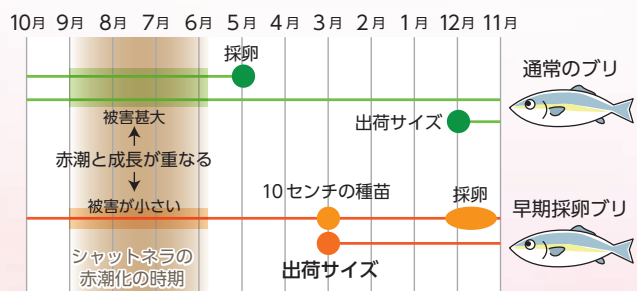 10月 9月 8月 7月 6月 5月 4月 3月 2月 1月 12月 11月
採卵
通常のブリ
被害甚大
出荷サイズ
赤潮と成長が重なる
10センチの種苗
採卵
被害が小さい
早期採卵ブリ
シャットネラの
赤潮化の時期
出荷サイズ